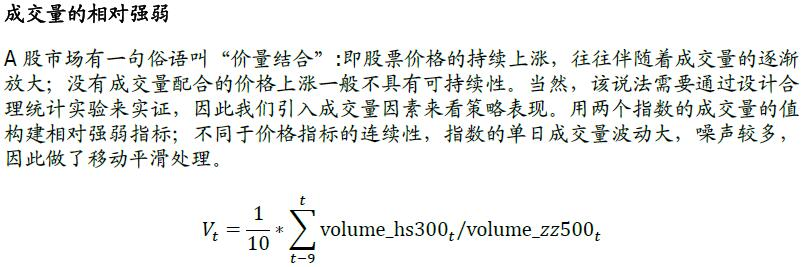 成交量的相对强弱
A 股市场有一句俗语叫“价量结合”:即股票价格的持续上涨，往往伴随着成交量的逐渐
放大；没有成交量配合的价格上涨一般不具有可持续性。当然，该说法需要通过设计合
理统计实验来实证，因此我们引入成交量因素来看策略表现。用两个指数的成交量的值
构建相对强弱指标；不同于价格指标的连续性，指数的单日成交量波动大，噪声较多，
因此做了移动平滑处理。
V_t = \frac{1}{10} * \sum_{t-9}^{t} volume_hs300_t/volume_zz500_t